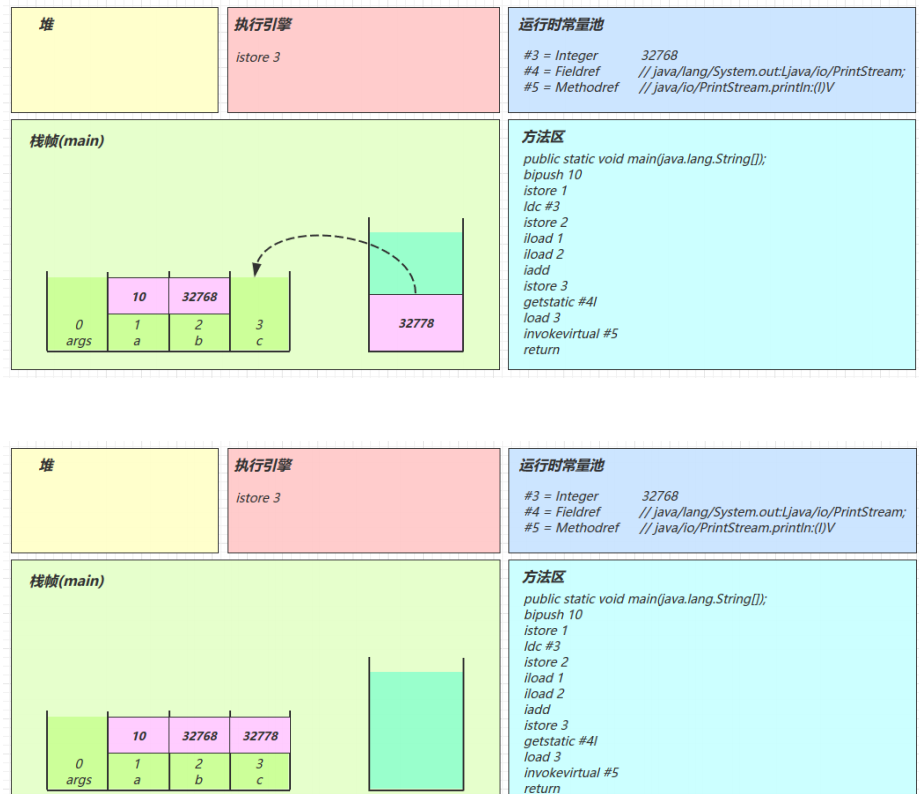 堆
执行引擎
istore 3
运行时常量池
#3 = Integer 32768
#4 = Fieldref // java/lang/System.out:Ljava/io/PrintStream;
#5 = Methodref // java/io/PrintStream.println:(I)V
栈帧(main)
10 32768
0 1 2 3
args a b c
32778
方法区
public static void main(java.lang.String[]);
bipush 10
istore 1
ldc #3
istore 2
iload 1
iload 2
iadd
istore 3
getstatic #4I
load 3
invokevirtual #5
return
堆
执行引擎
istore 3
运行时常量池
#3 = Integer 32768
#4 = Fieldref // java/lang/System.out:Ljava/io/PrintStream;
#5 = Methodref // java/io/PrintStream.println:(I)V
栈帧(main)
10 32768 32778
0 1 2 3
args a b c
方法区
public static void main(java.lang.String[]);
bipush 10
istore 1
ldc #3
istore 2
iload 1
iload 2
iadd
istore 3
getstatic #4I
load 3
invokevirtual #5
return